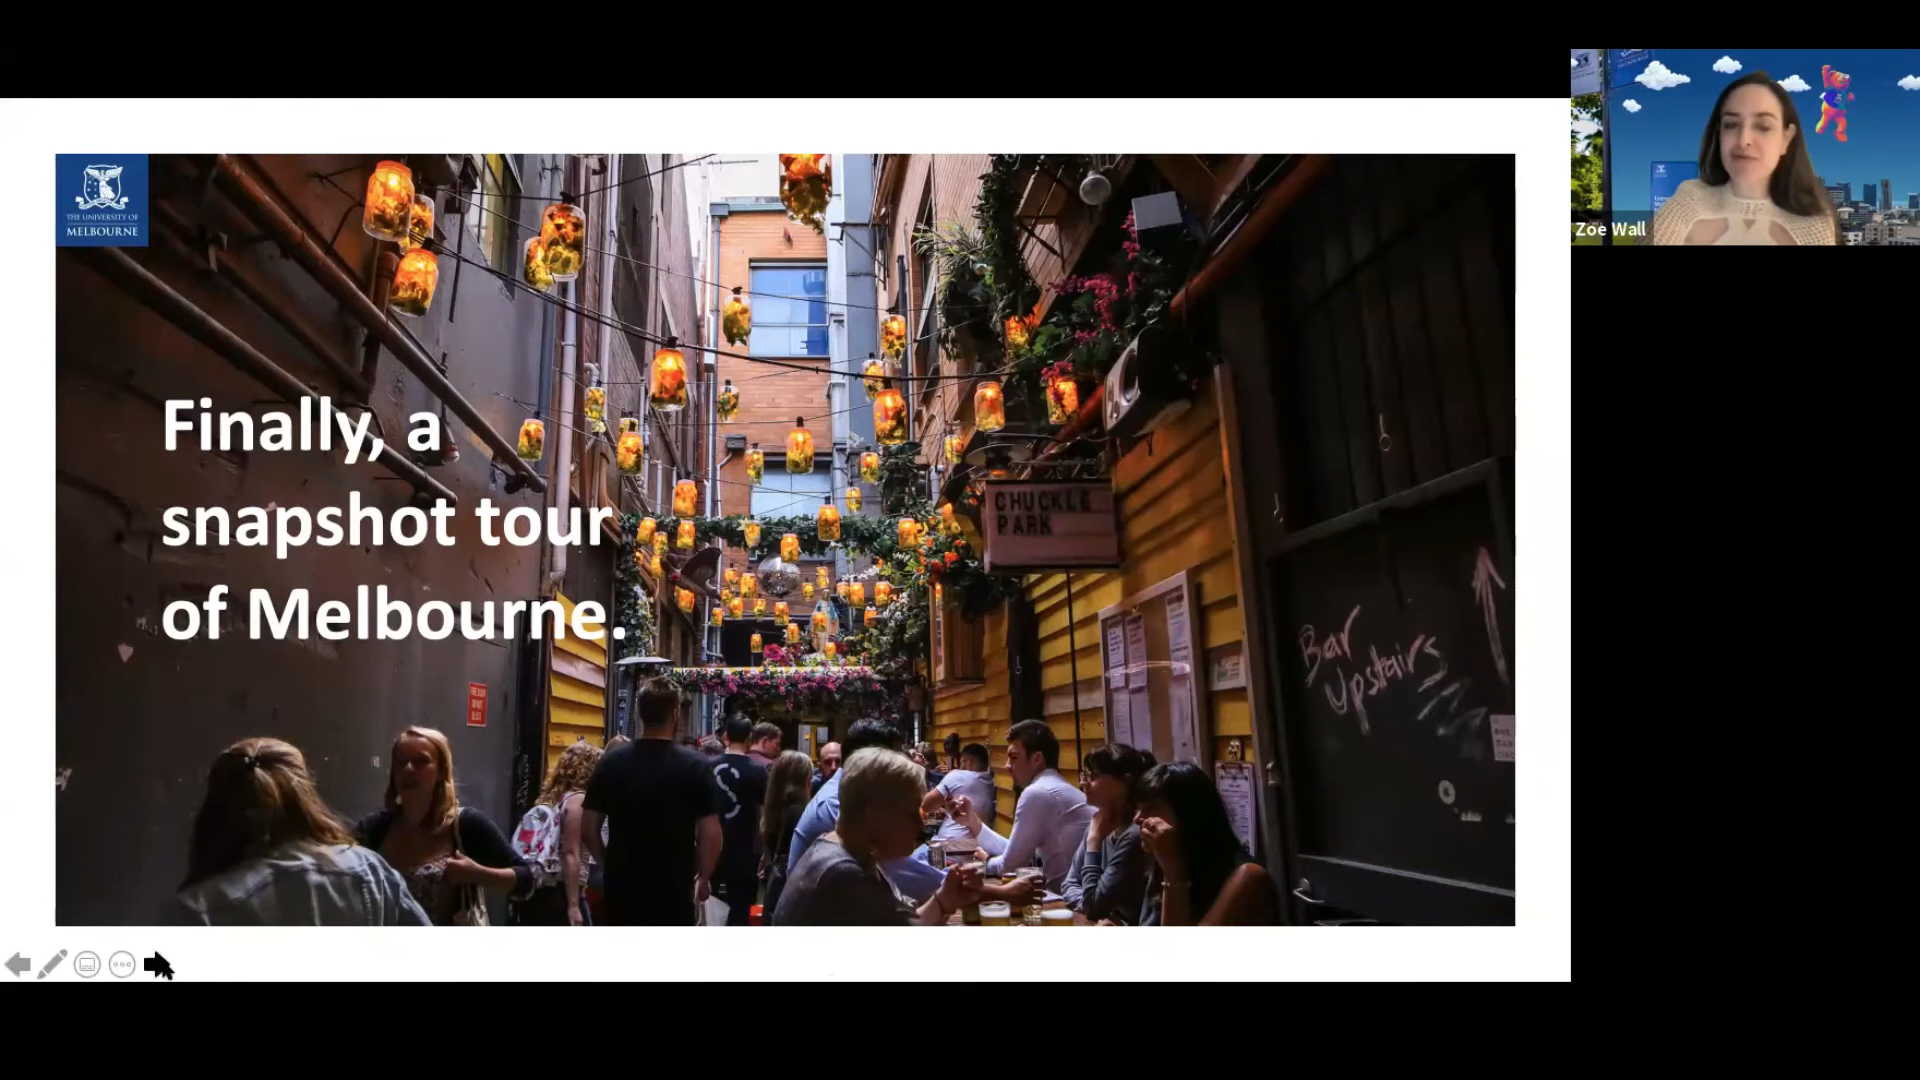 THE UNIVERSITY OF
MELBOURNE
Finally, a
snapshot tour
of Melbourne.
CHUCKLE
PARK
Bar
Upstairs
Zoe Wall